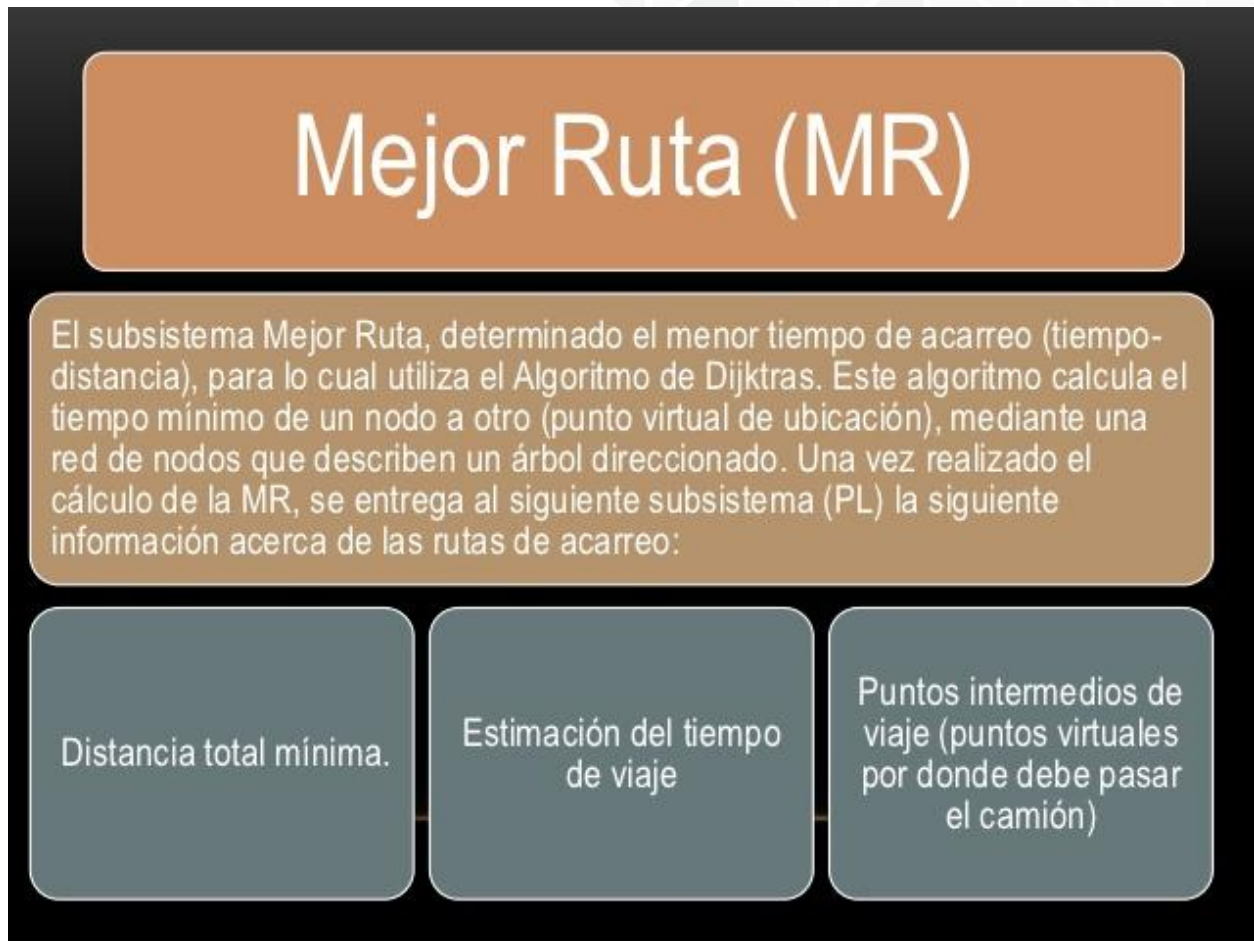 Mejor Ruta (MR)
El subsistema Mejor Ruta, determinado el menor tiempo de acarreo (tiempo-
distancia), para lo cual utiliza el Algoritmo de Dijktras. Este algoritmo calcula el
tiempo mínimo de un nodo a otro (punto virtual de ubicación), mediante una
red de nodos que describen un árbol direccionado. Una vez realizado el
cálculo de la MR, se entrega al siguiente subsistema (PL) la siguiente
información acerca de las rutas de acarreo:
Distancia total mínima.
Estimación del tiempo
de viaje
Puntos intermedios de
viaje (puntos virtuales
por donde debe pasar
el camión)